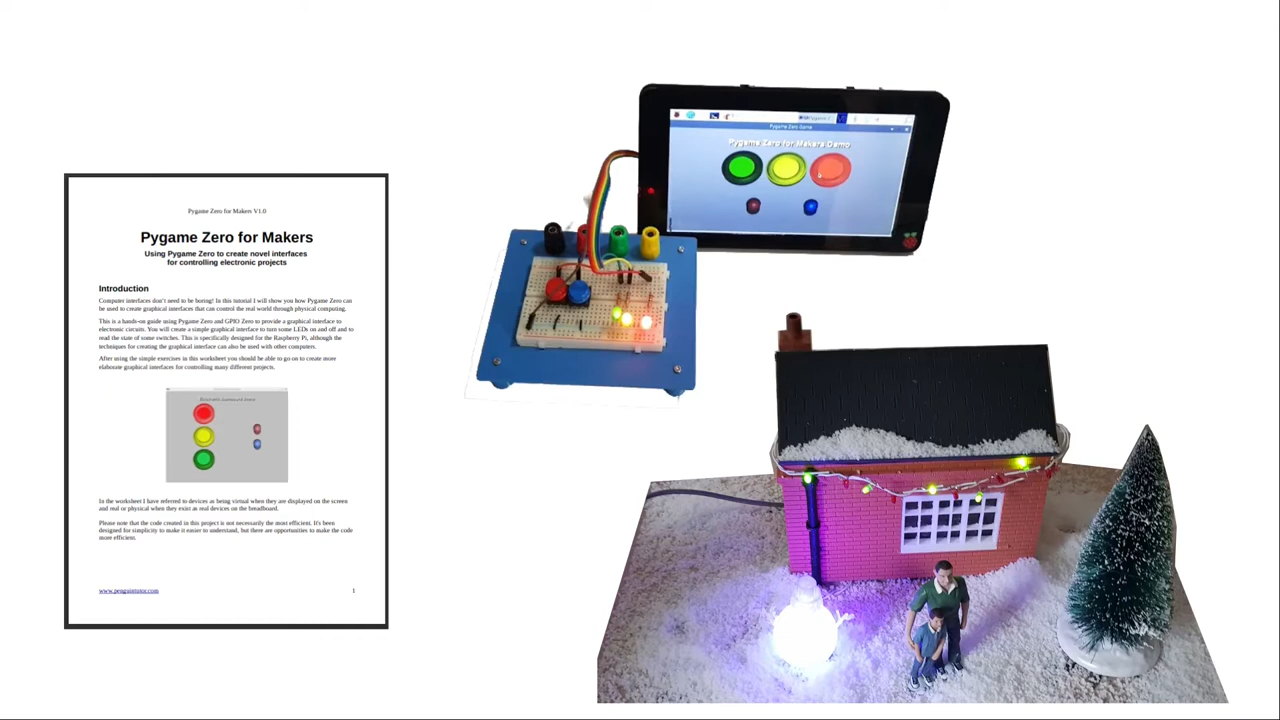 Pygame Zero for Makers V1.0
Pygame Zero for Makers
Using Pygame Zero to create novel interfaces
for controlling electronic projects
Introduction
Computer interfaces don't need to be boring! In this tutorial I will show you how Pygame Zero can
be used to create graphical interfaces that can control the real world through physical computing.
This is a hands-on guide using Pygame Zero and GPIO Zero to provide a graphical interface to
electronic circuits. You will create a simple graphical interface to turn some LEDs on and off and to
read the state of some switches. This is specifically designed for the Raspberry Pi, although the
techniques for creating the graphical interface can also be used with other computers.
After using the simple exercises in this worksheet you should be able to go on to create more
elaborate graphical interfaces for controlling many different projects.
In the worksheet I have referred to devices as being virtual when they are displayed on the screen
and real or physical when they exist as real devices on the breadboard.
Please note that the code created in this project is not necessarily the most efficient. It's been
designed for simplicity to make it easier to understand, but there are opportunities to make the code
more efficient.
www.penguintutor.com
1
Pygame Zero Game
Pygame Zero for Makers Demo